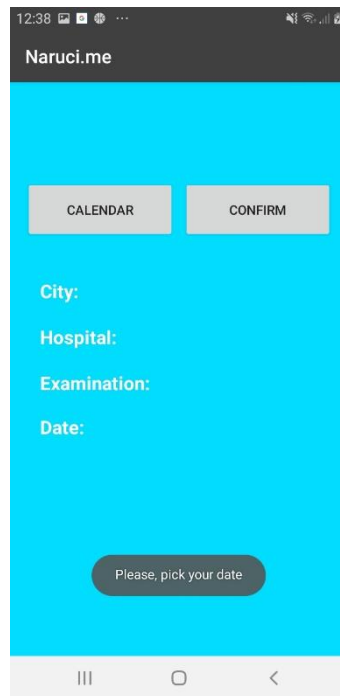 12:38
Naruci.me
CALENDAR CONFIRM
City:
Hospital:
Examination:
Date:
Please, pick your date